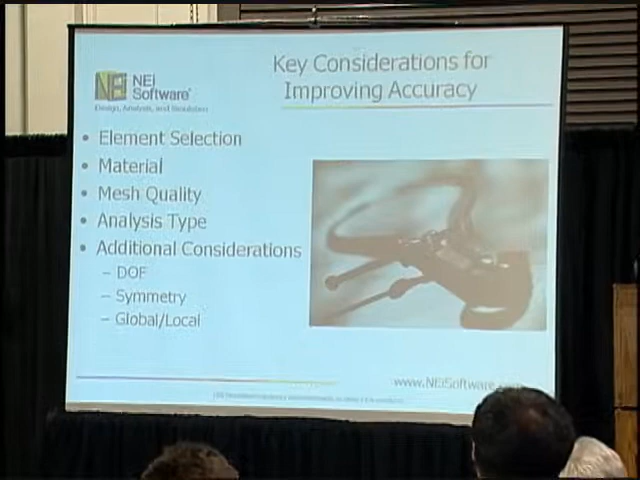 Key Considerations for
Improving Accuracy
NEi
NEi
Software
Design, Analysis, and Simulation
• Element Selection
• Material
• Mesh Quality
• Analysis Type
• Additional Considerations
– DOF
– Symmetry
– Global/Local
www.NEiSoftware.com